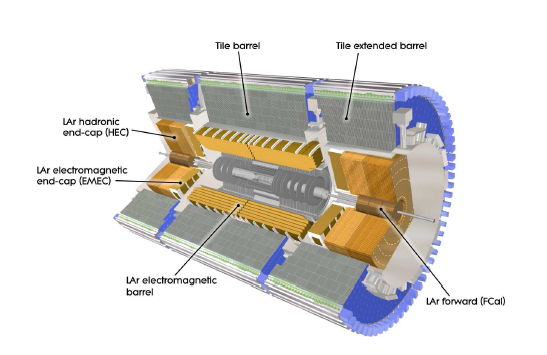 Tile barrel
Tile extended barrel
LAr hadronic
end-cap (HEC)
LAr electromagnetic
end-cap (EMEC)
LAr electromagnetic
barrel
LAr forward (FCal)